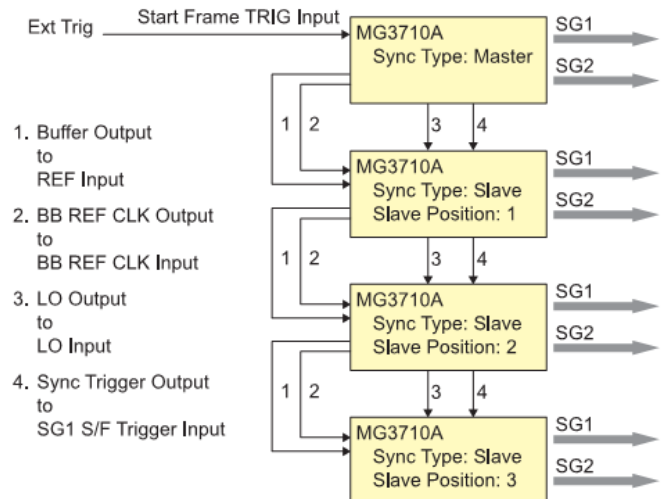 Ext Trig
Start Frame TRIG Input
MG3710A
Sync Type: Master
SG1
SG2
1 2
3 4
1. Buffer Output
to
REF Input
MG3710A
Sync Type: Slave
Slave Position: 1
SG1
SG2
2. BB REF CLK Output
to
BB REF CLK Input
1 2
3 4
3. LO Output
to
LO Input
MG3710A
Sync Type: Slave
Slave Position: 2
SG1
SG2
4. Sync Trigger Output
to
SG1 S/F Trigger Input
1 2
3 4
MG3710A
Sync Type: Slave
Slave Position: 3
SG1
SG2